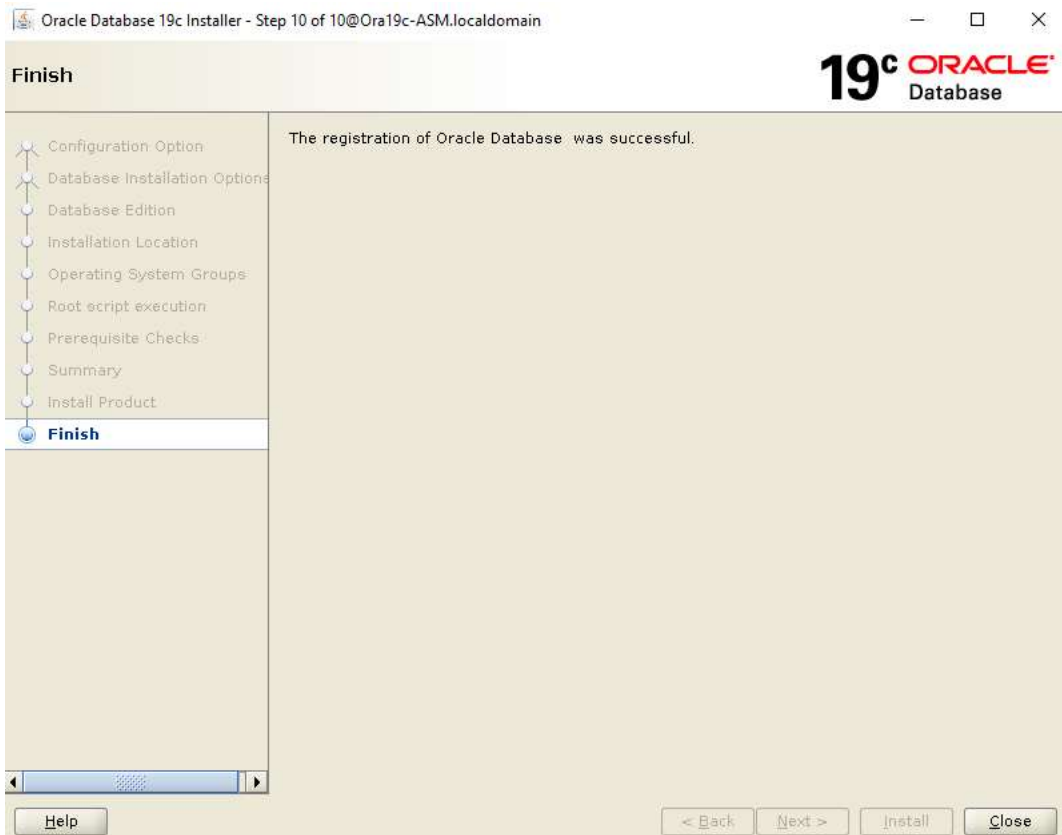 Oracle Database 19c Installer - Step 10 of 10@Ora19c-ASM.localdomain
Finish
19c ORACLE
Database
Configuration Option
Database Installation Options
Database Edition
Installation Location
Operating System Groups
Root script execution
Prerequisite Checks
Summary
Install Product
Finish
The registration of Oracle Database  was successful.
Help
< Back
Next >
Install
Close